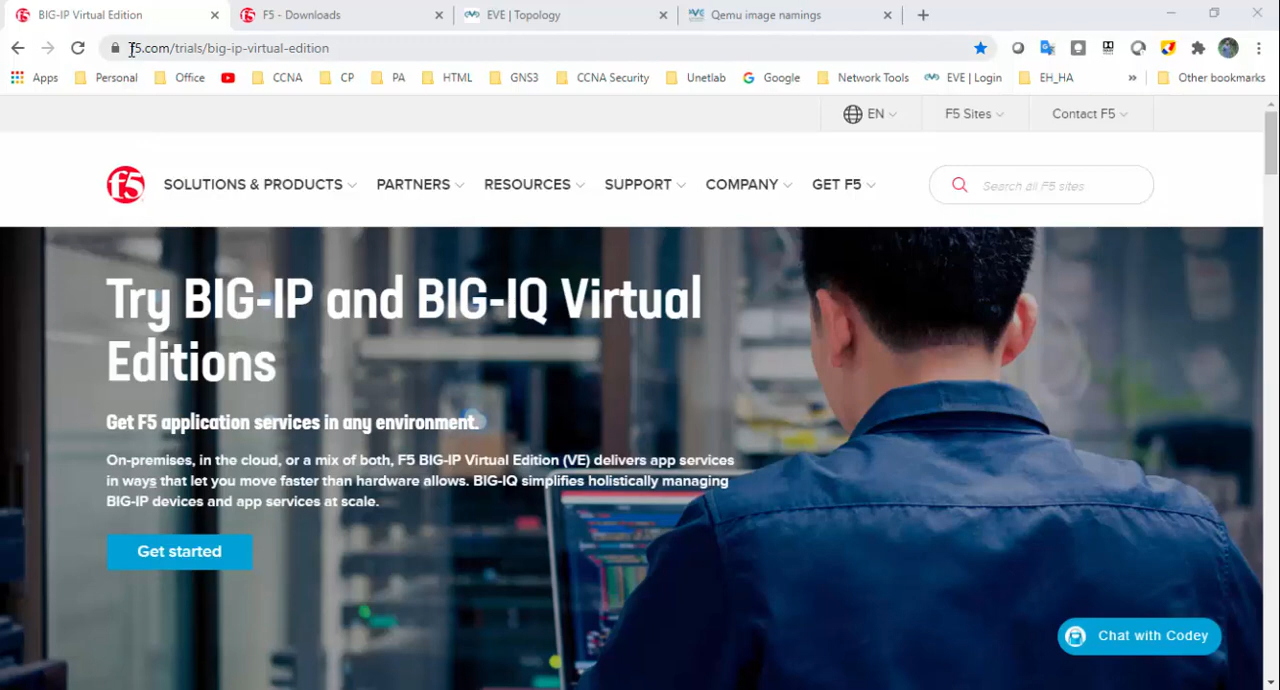 BIG-IP Virtual Edition
F5 - Downloads
EVE | Topology
Qemu image namings
f5.com/trials/big-ip-virtual-edition
Apps Personal Office CCNA CP PA HTML GNS3 CCNA Security Unetlab Google Network Tools EVE | Login EH_HA » Other bookmarks
EN F5 Sites Contact F5
f5 SOLUTIONS & PRODUCTS PARTNERS RESOURCES SUPPORT COMPANY GET F5 Search all F5 sites
Try BIG-IP and BIG-IQ Virtual
Editions
Get F5 application services in any environment.
On-premises, in the cloud, or a mix of both, F5 BIG-IP Virtual Edition (VE) delivers app services
in ways that let you move faster than hardware allows. BIG-IQ simplifies holistically managing
BIG-IP devices and app services at scale.
Get started
Chat with Codey